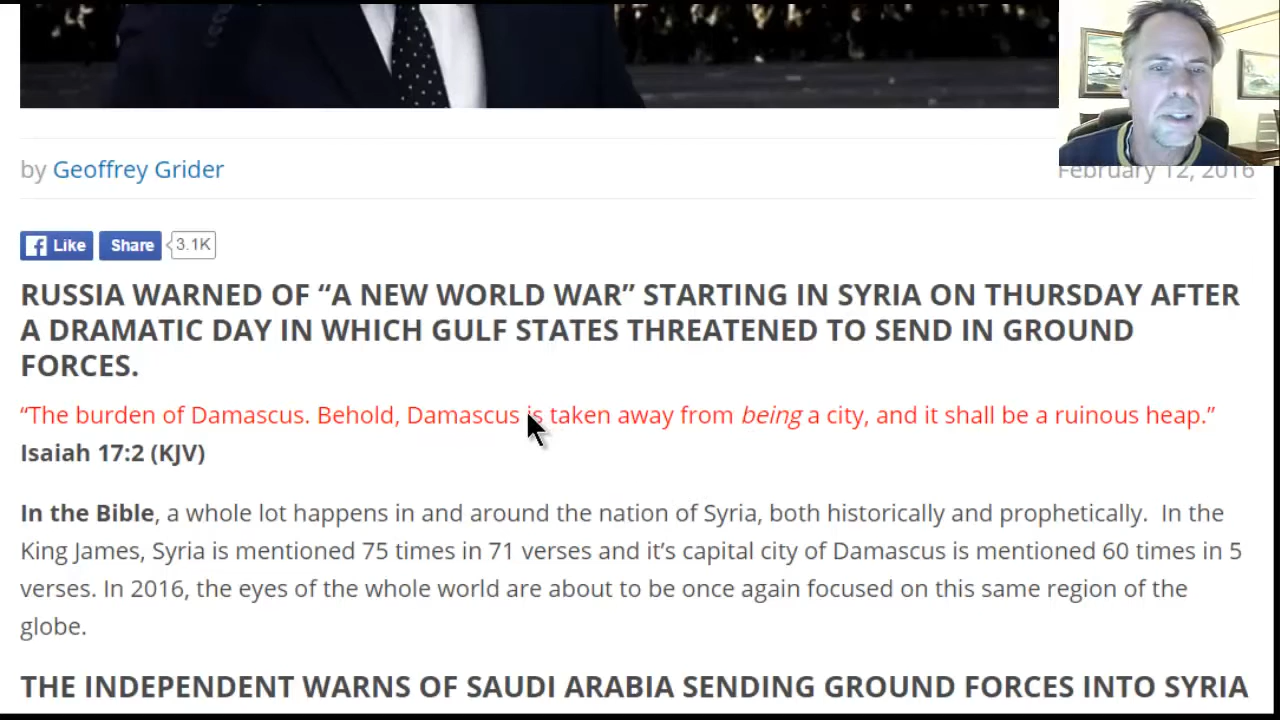 by Geoffrey Grider
February 12, 2016
Like Share 3.1K
RUSSIA WARNED OF “A NEW WORLD WAR” STARTING IN SYRIA ON THURSDAY AFTER
A DRAMATIC DAY IN WHICH GULF STATES THREATENED TO SEND IN GROUND
FORCES.
“The burden of Damascus. Behold, Damascus is taken away from being a city, and it shall be a ruinous heap.”
Isaiah 17:2 (KJV)
In the Bible, a whole lot happens in and around the nation of Syria, both historically and prophetically. In the
King James, Syria is mentioned 75 times in 71 verses and it’s capital city of Damascus is mentioned 60 times in 5
verses. In 2016, the eyes of the whole world are about to be once again focused on this same region of the
globe.
THE INDEPENDENT WARNS OF SAUDI ARABIA SENDING GROUND FORCES INTO SYRIA